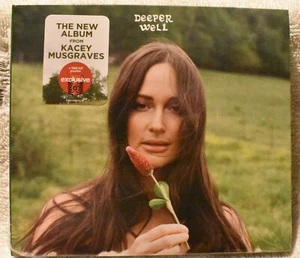 DEEPER
WELL
THE NEW
ALBUM
FROM
KACEY
MUSGRAVES
exclusive